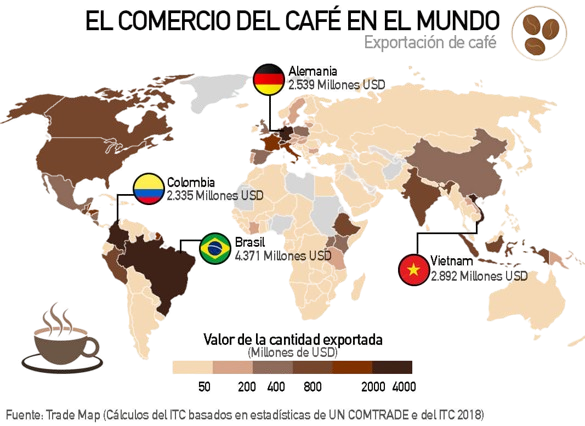 EL COMERCIO DEL CAFÉ EN EL MUNDO
Exportación de café
Alemania
2.539 Millones USD
Colombia
2.335 Millones USD
Brasil
4.371 Millones USD
Vietnam
2.892 Millones USD
Valor de la cantidad exportada
(Millones de USD)
50 200 400 800 2000 4000
Fuente: Trade Map (Cálculos del ITC basados en estadísticas de UN COMTRADE e del ITC 2018)